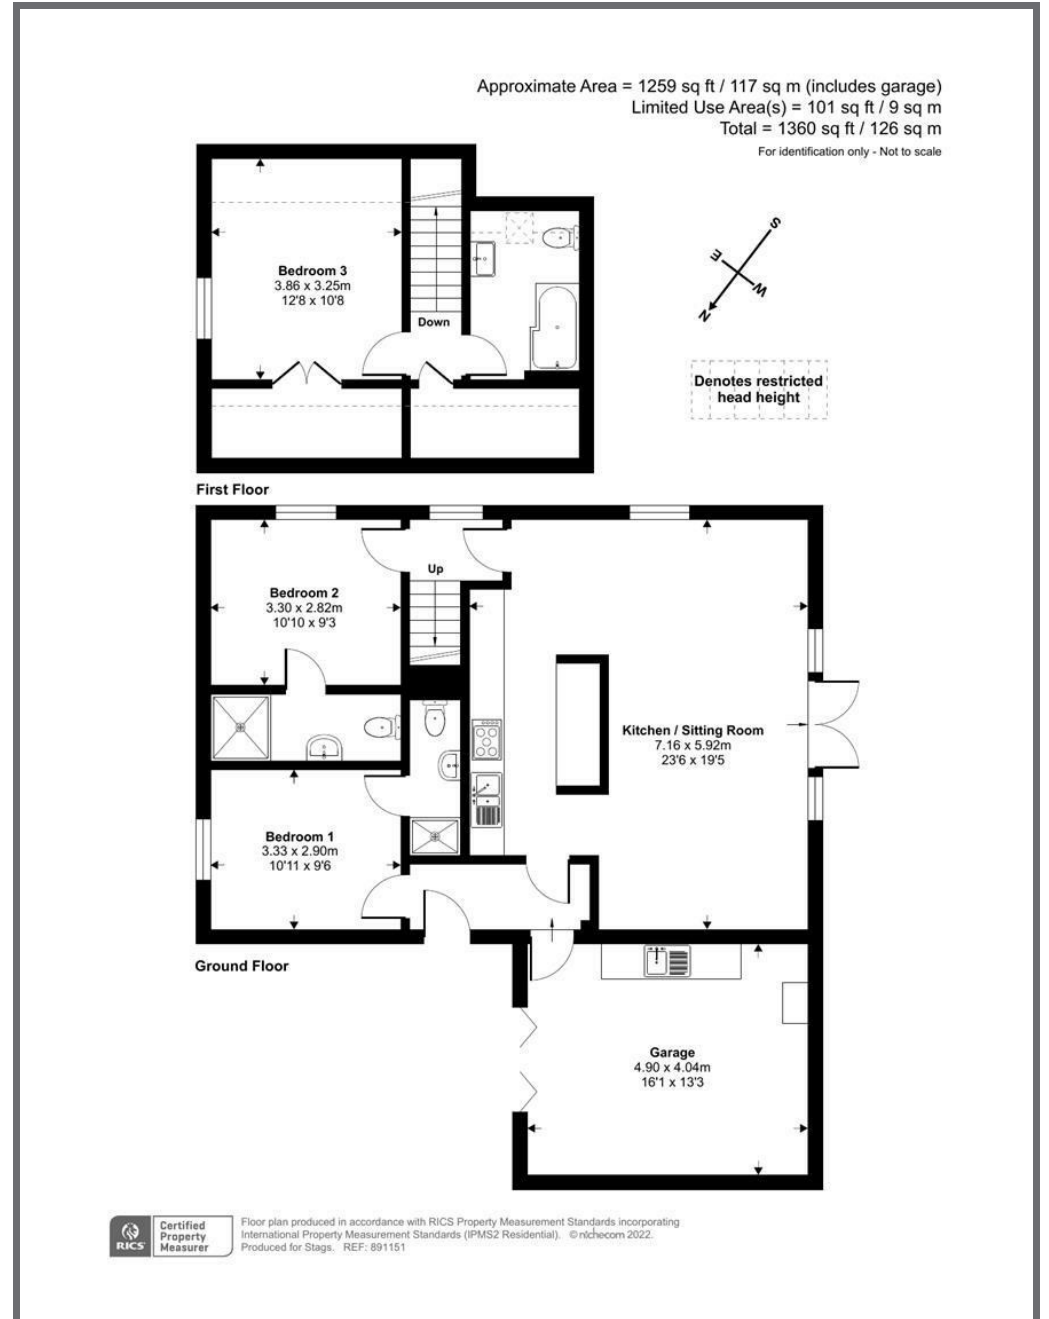 Approximate Area = 1259 sq ft / 117 sq m (includes garage)
Limited Use Area(s) = 101 sq ft / 9 sq m
Total = 1360 sq ft / 126 sq m
For identification only - Not to scale
S
E
W
N
Bedroom 3
3.86 x 3.25m
12'8 x 10'8
Down
Denotes restricted
head height
First Floor
Up
Bedroom 2
3.30 x 2.82m
10'10 x 9'3
Kitchen / Sitting Room
7.16 x 5.92m
23'6 x 19'5
Bedroom 1
3.33 x 2.90m
10'11 x 9'6
Ground Floor
Garage
4.90 x 4.04m
16'1 x 13'3
RICS
Certified
Property
Measurer
Floor plan produced in accordance with RICS Property Measurement Standards incorporating
International Property Measurement Standards (IPMS2 Residential). © nichecom 2022.
Produced for Stags. REF: 891151